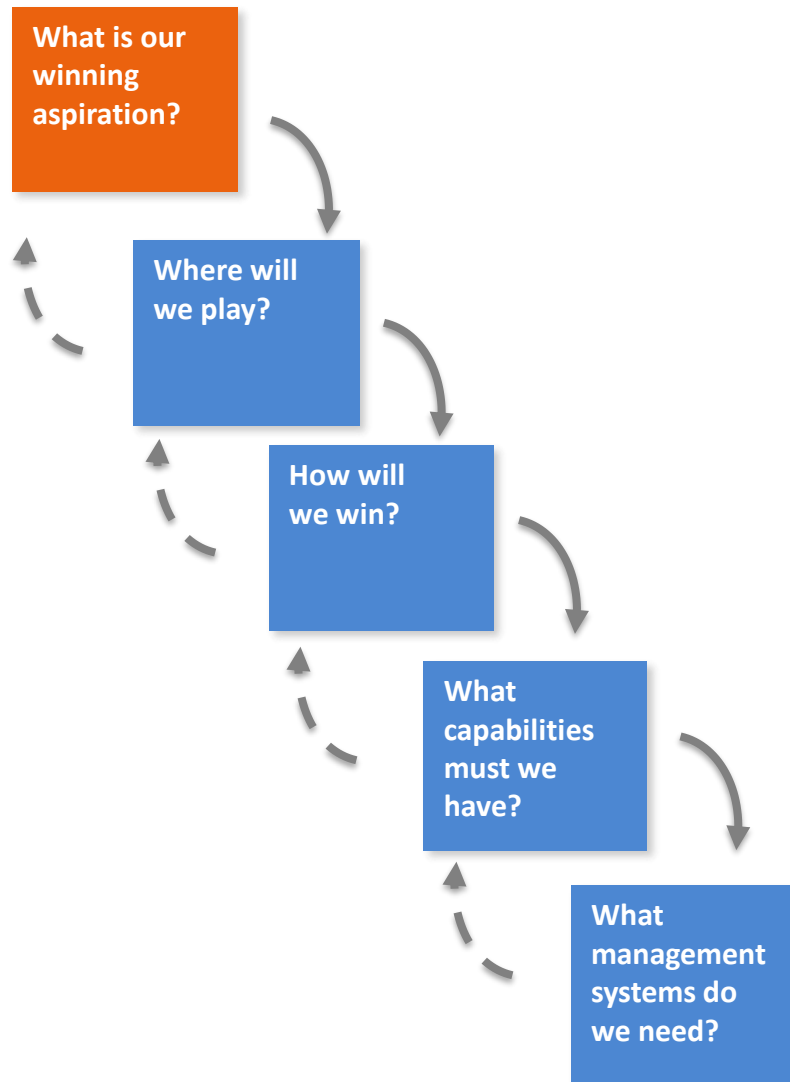 What is our
winning
aspiration?
Where will
we play?
How will
we win?
What
capabilities
must we
have?
What
management
systems do
we need?